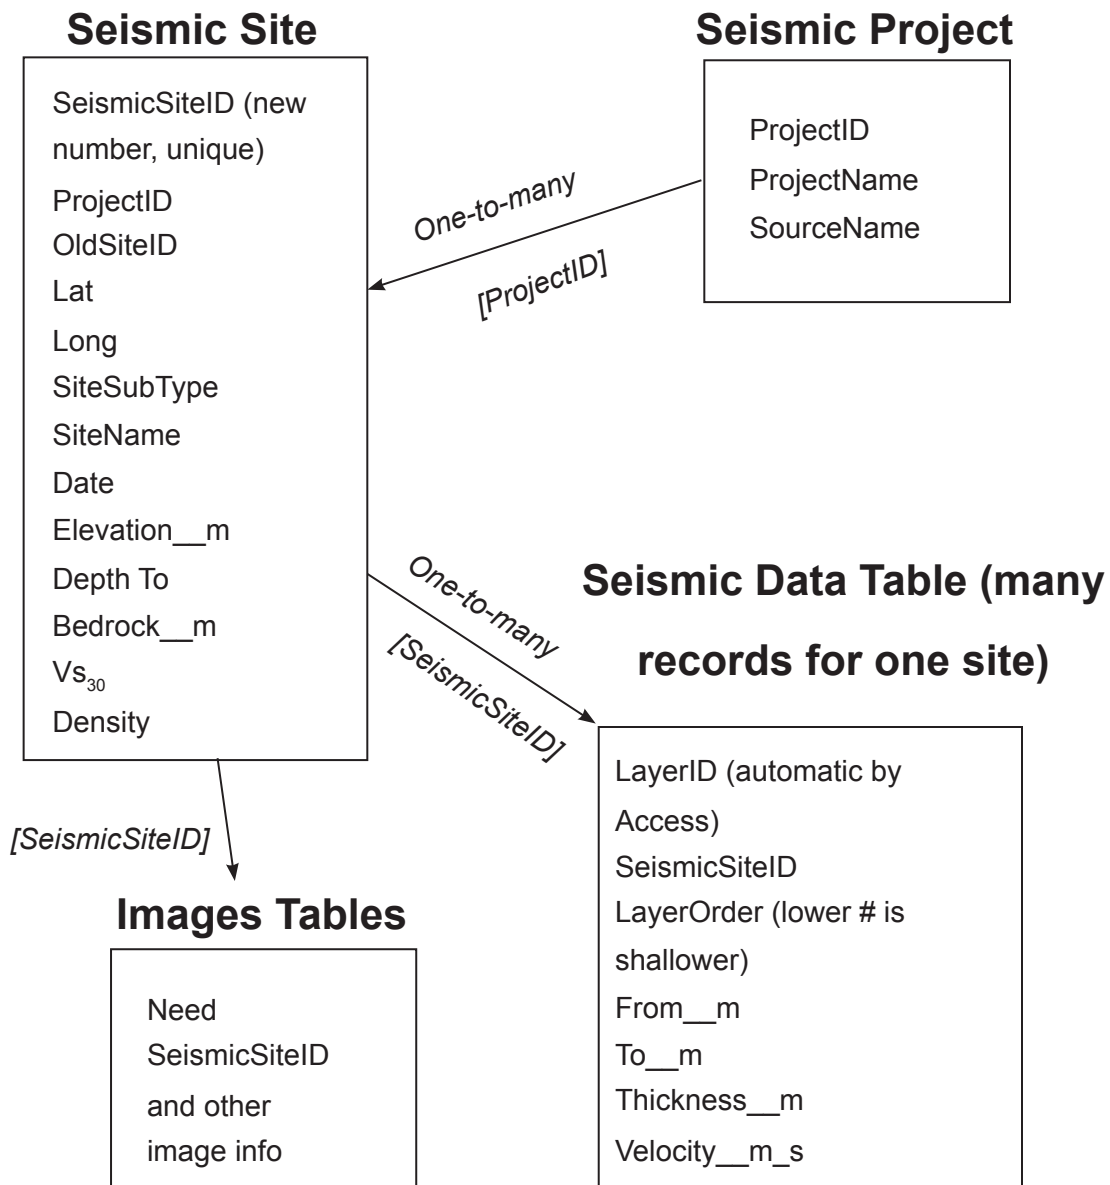 Seismic Site
SeismicSiteID (new
number, unique)
ProjectID
OldSiteID
Lat
Long
SiteSubType
SiteName
Date
Elevation__m
Depth To
Bedrock__m
Vs30
Density
Seismic Project
ProjectID
ProjectName
SourceName
One-to-many
[ProjectID]
One-to-many
[SeismicSiteID]
Seismic Data Table (many
records for one site)
LayerID (automatic by
Access)
SeismicSiteID
LayerOrder (lower # is
shallower)
From__m
To__m
Thickness__m
Velocity__m_s
[SeismicSiteID]
Images Tables
Need
SeismicSiteID
and other
image info